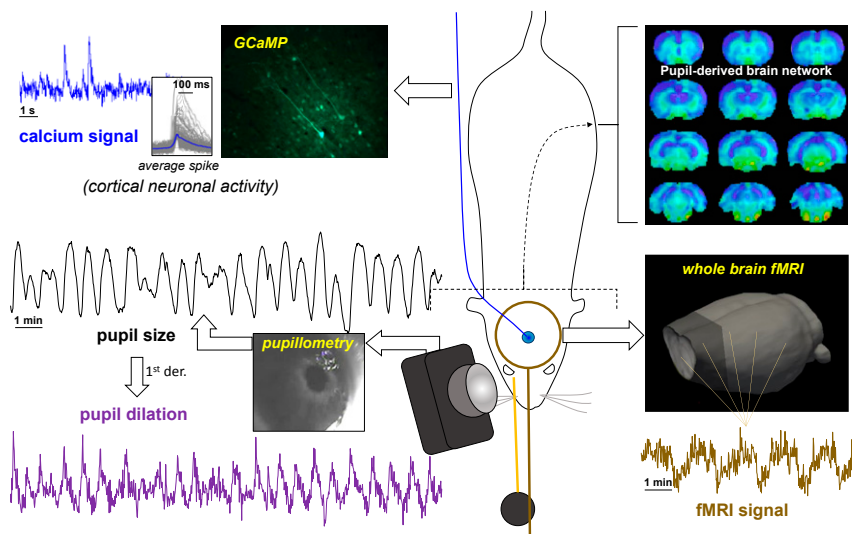 GCaMP
100 ms
1 s
calcium signal
average spike
(cortical neuronal activity)
Pupil-derived brain network
1 min
pupil size
pupillometry
1st der.
pupil dilation
whole brain fMRI
1 min
fMRI signal